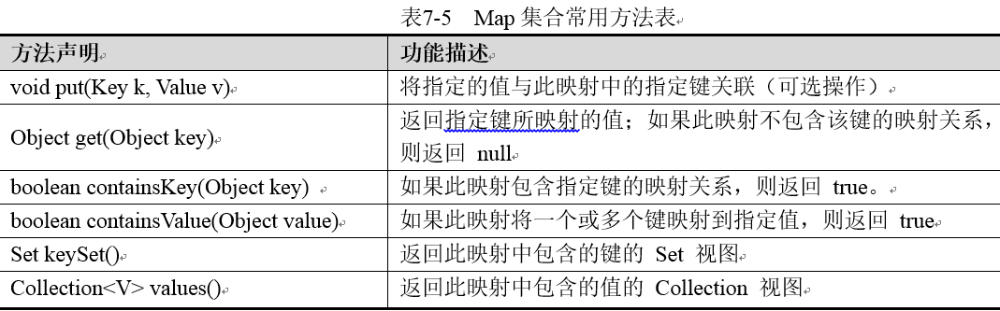 表7-5 Map 集合常用方法表
方法声明 功能描述
void put(Key k, Value v) 将指定的值与此映射中的指定键关联（可选操作）
Object get(Object key) 返回指定键所映射的值；如果此映射不包含该键的映射关系，
则返回 null
boolean containsKey(Object key) 如果此映射包含指定键的映射关系，则返回 true。
boolean containsValue(Object value) 如果此映射将一个或多个键映射到指定值，则返回 true
Set keySet() 返回此映射中包含的键的 Set 视图
Collection<V> values() 返回此映射中包含的值的 Collection 视图